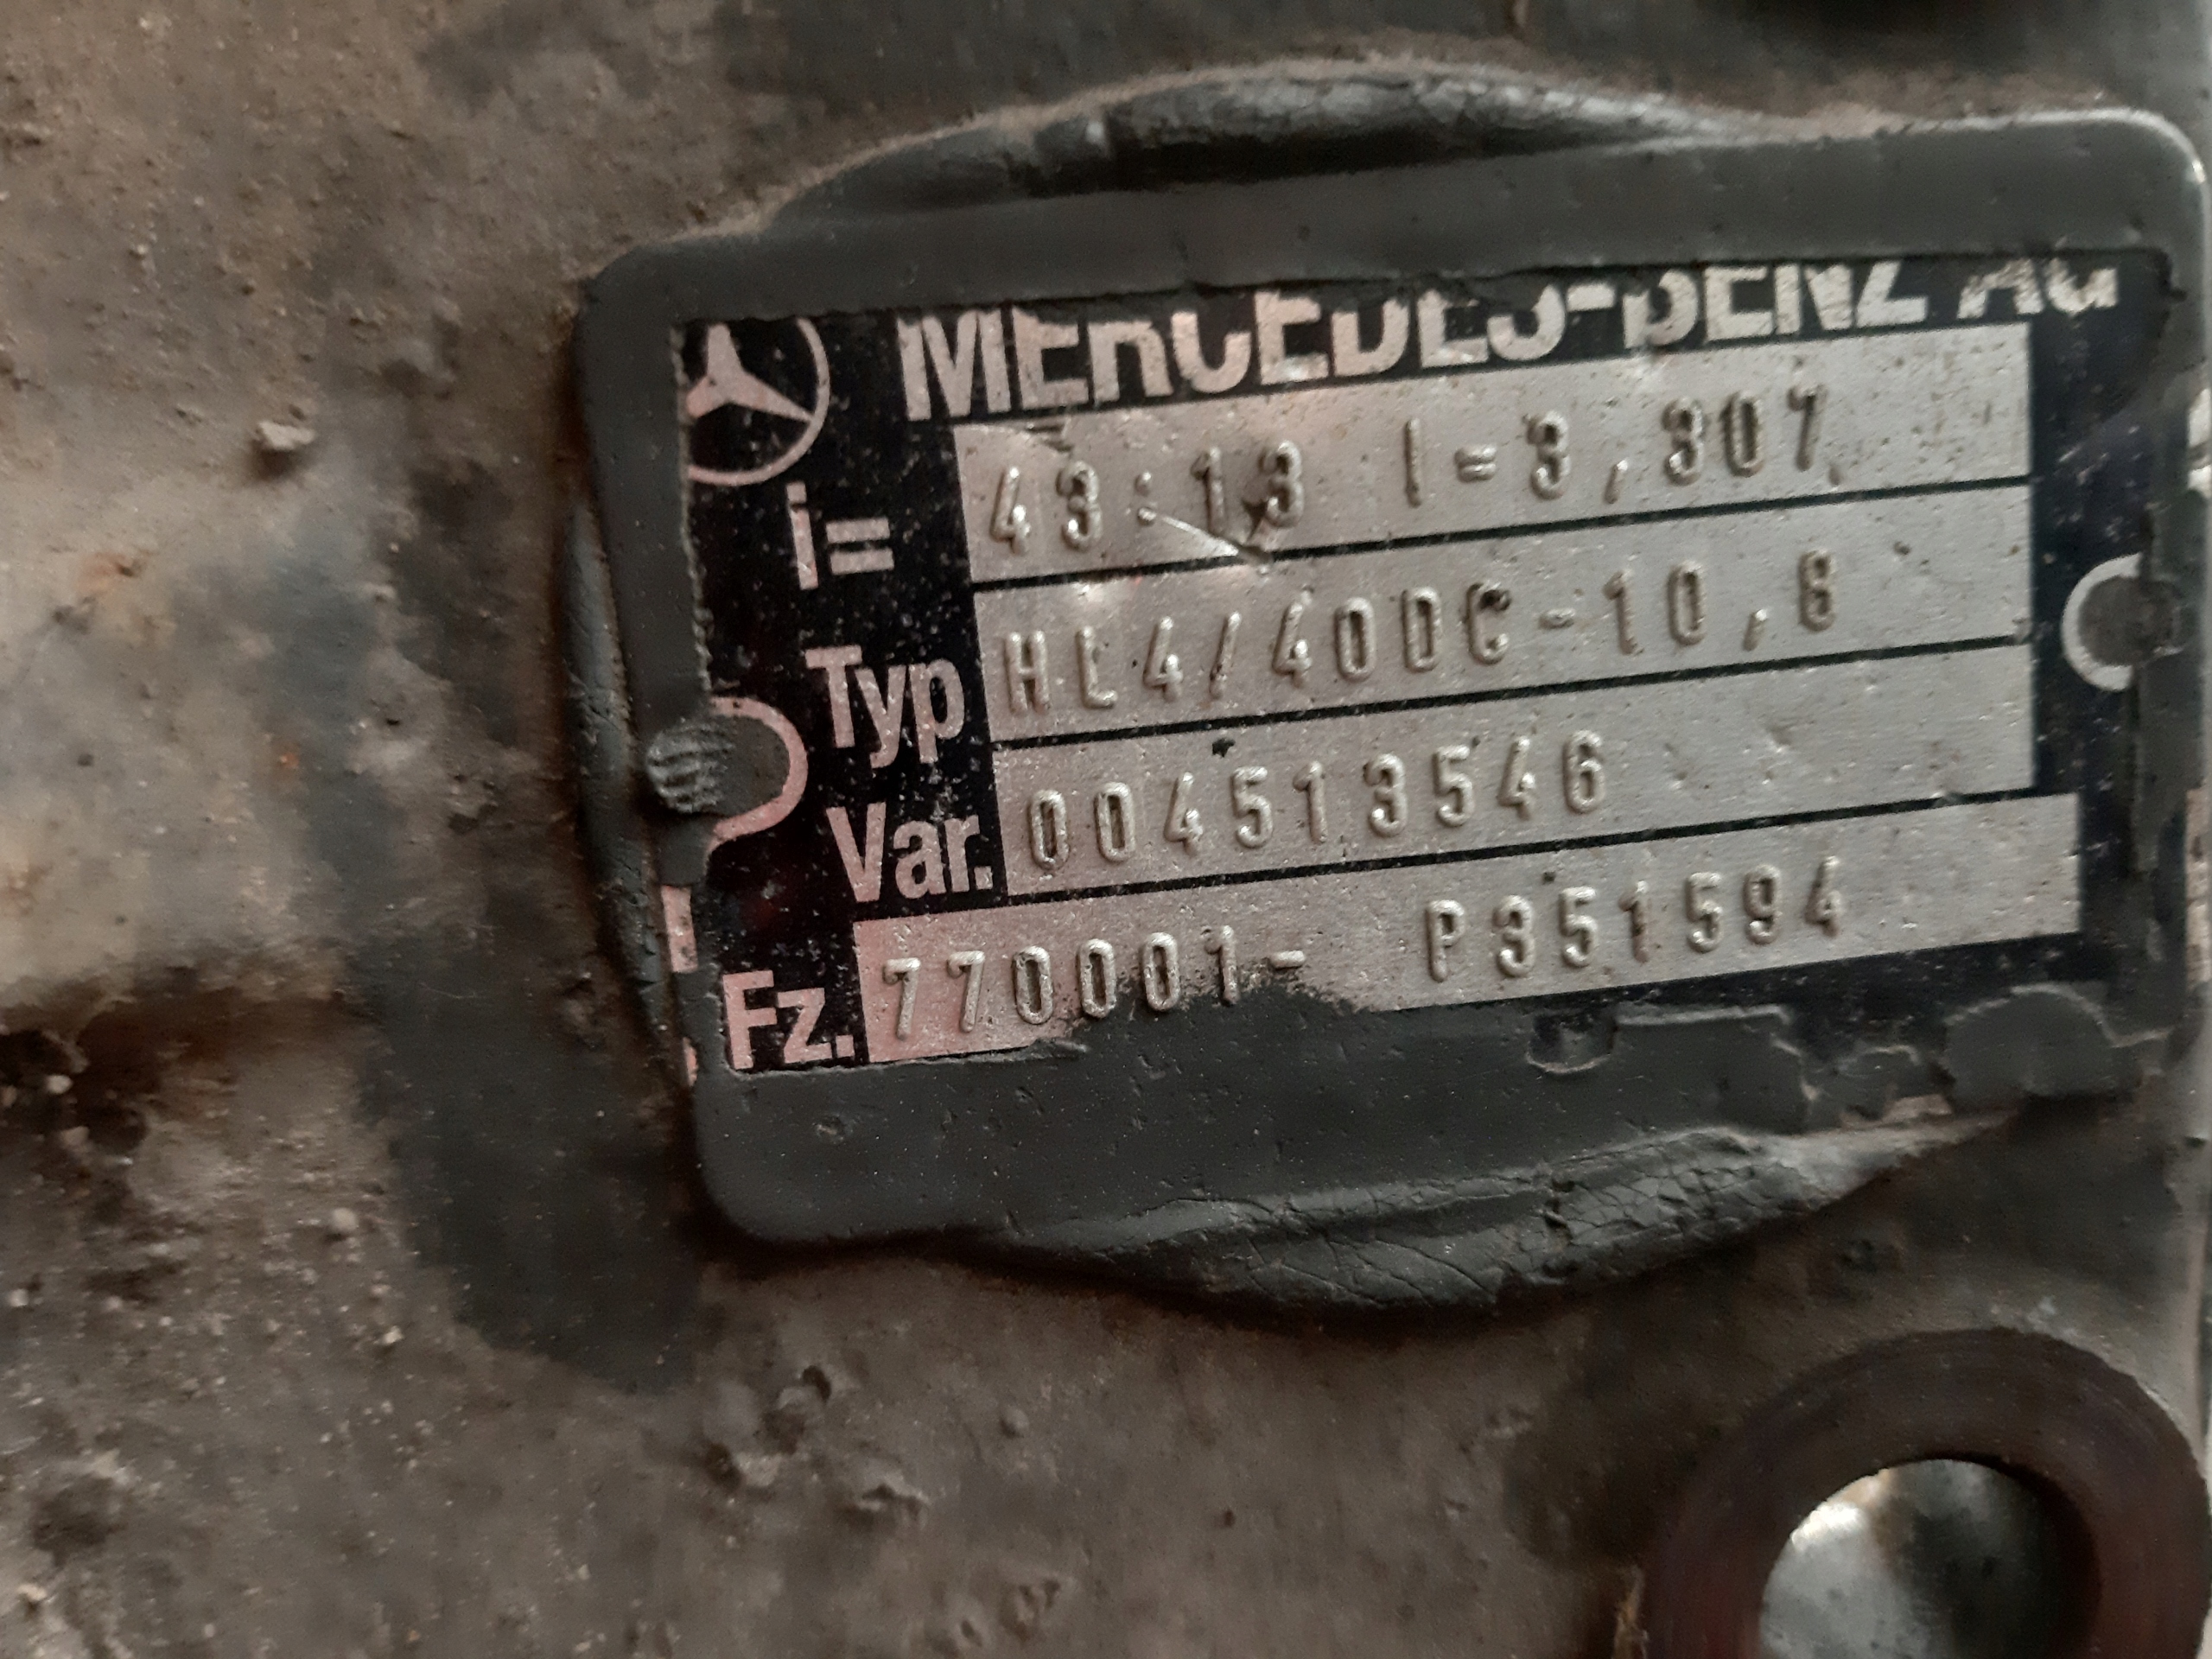 MERCEDES-BENZ AG
i= 43:13 I=3,307
Typ HL4/40DC-10,8
Var. 004513546
Fz. 770001- P351594